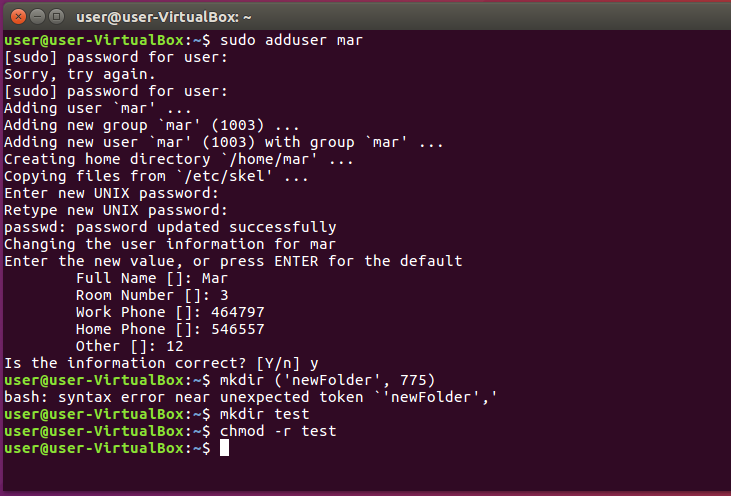 user@user-VirtualBox: ~
user@user-VirtualBox:~$ sudo adduser mar
[sudo] password for user:
Sorry, try again.
[sudo] password for user:
Adding user `mar' ...
Adding new group `mar' (1003) ...
Adding new user `mar' (1003) with group `mar' ...
Creating home directory `/home/mar' ...
Copying files from `/etc/skel' ...
Enter new UNIX password:
Retype new UNIX password:
passwd: password updated successfully
Changing the user information for mar
Enter the new value, or press ENTER for the default
        Full Name []: Mar
        Room Number []: 3
        Work Phone []: 464797
        Home Phone []: 546557
        Other []: 12
Is the information correct? [Y/n] y
user@user-VirtualBox:~$ mkdir ('newFolder', 775)
bash: syntax error near unexpected token `'newFolder','
user@user-VirtualBox:~$ mkdir test
user@user-VirtualBox:~$ chmod -r test
user@user-VirtualBox:~$